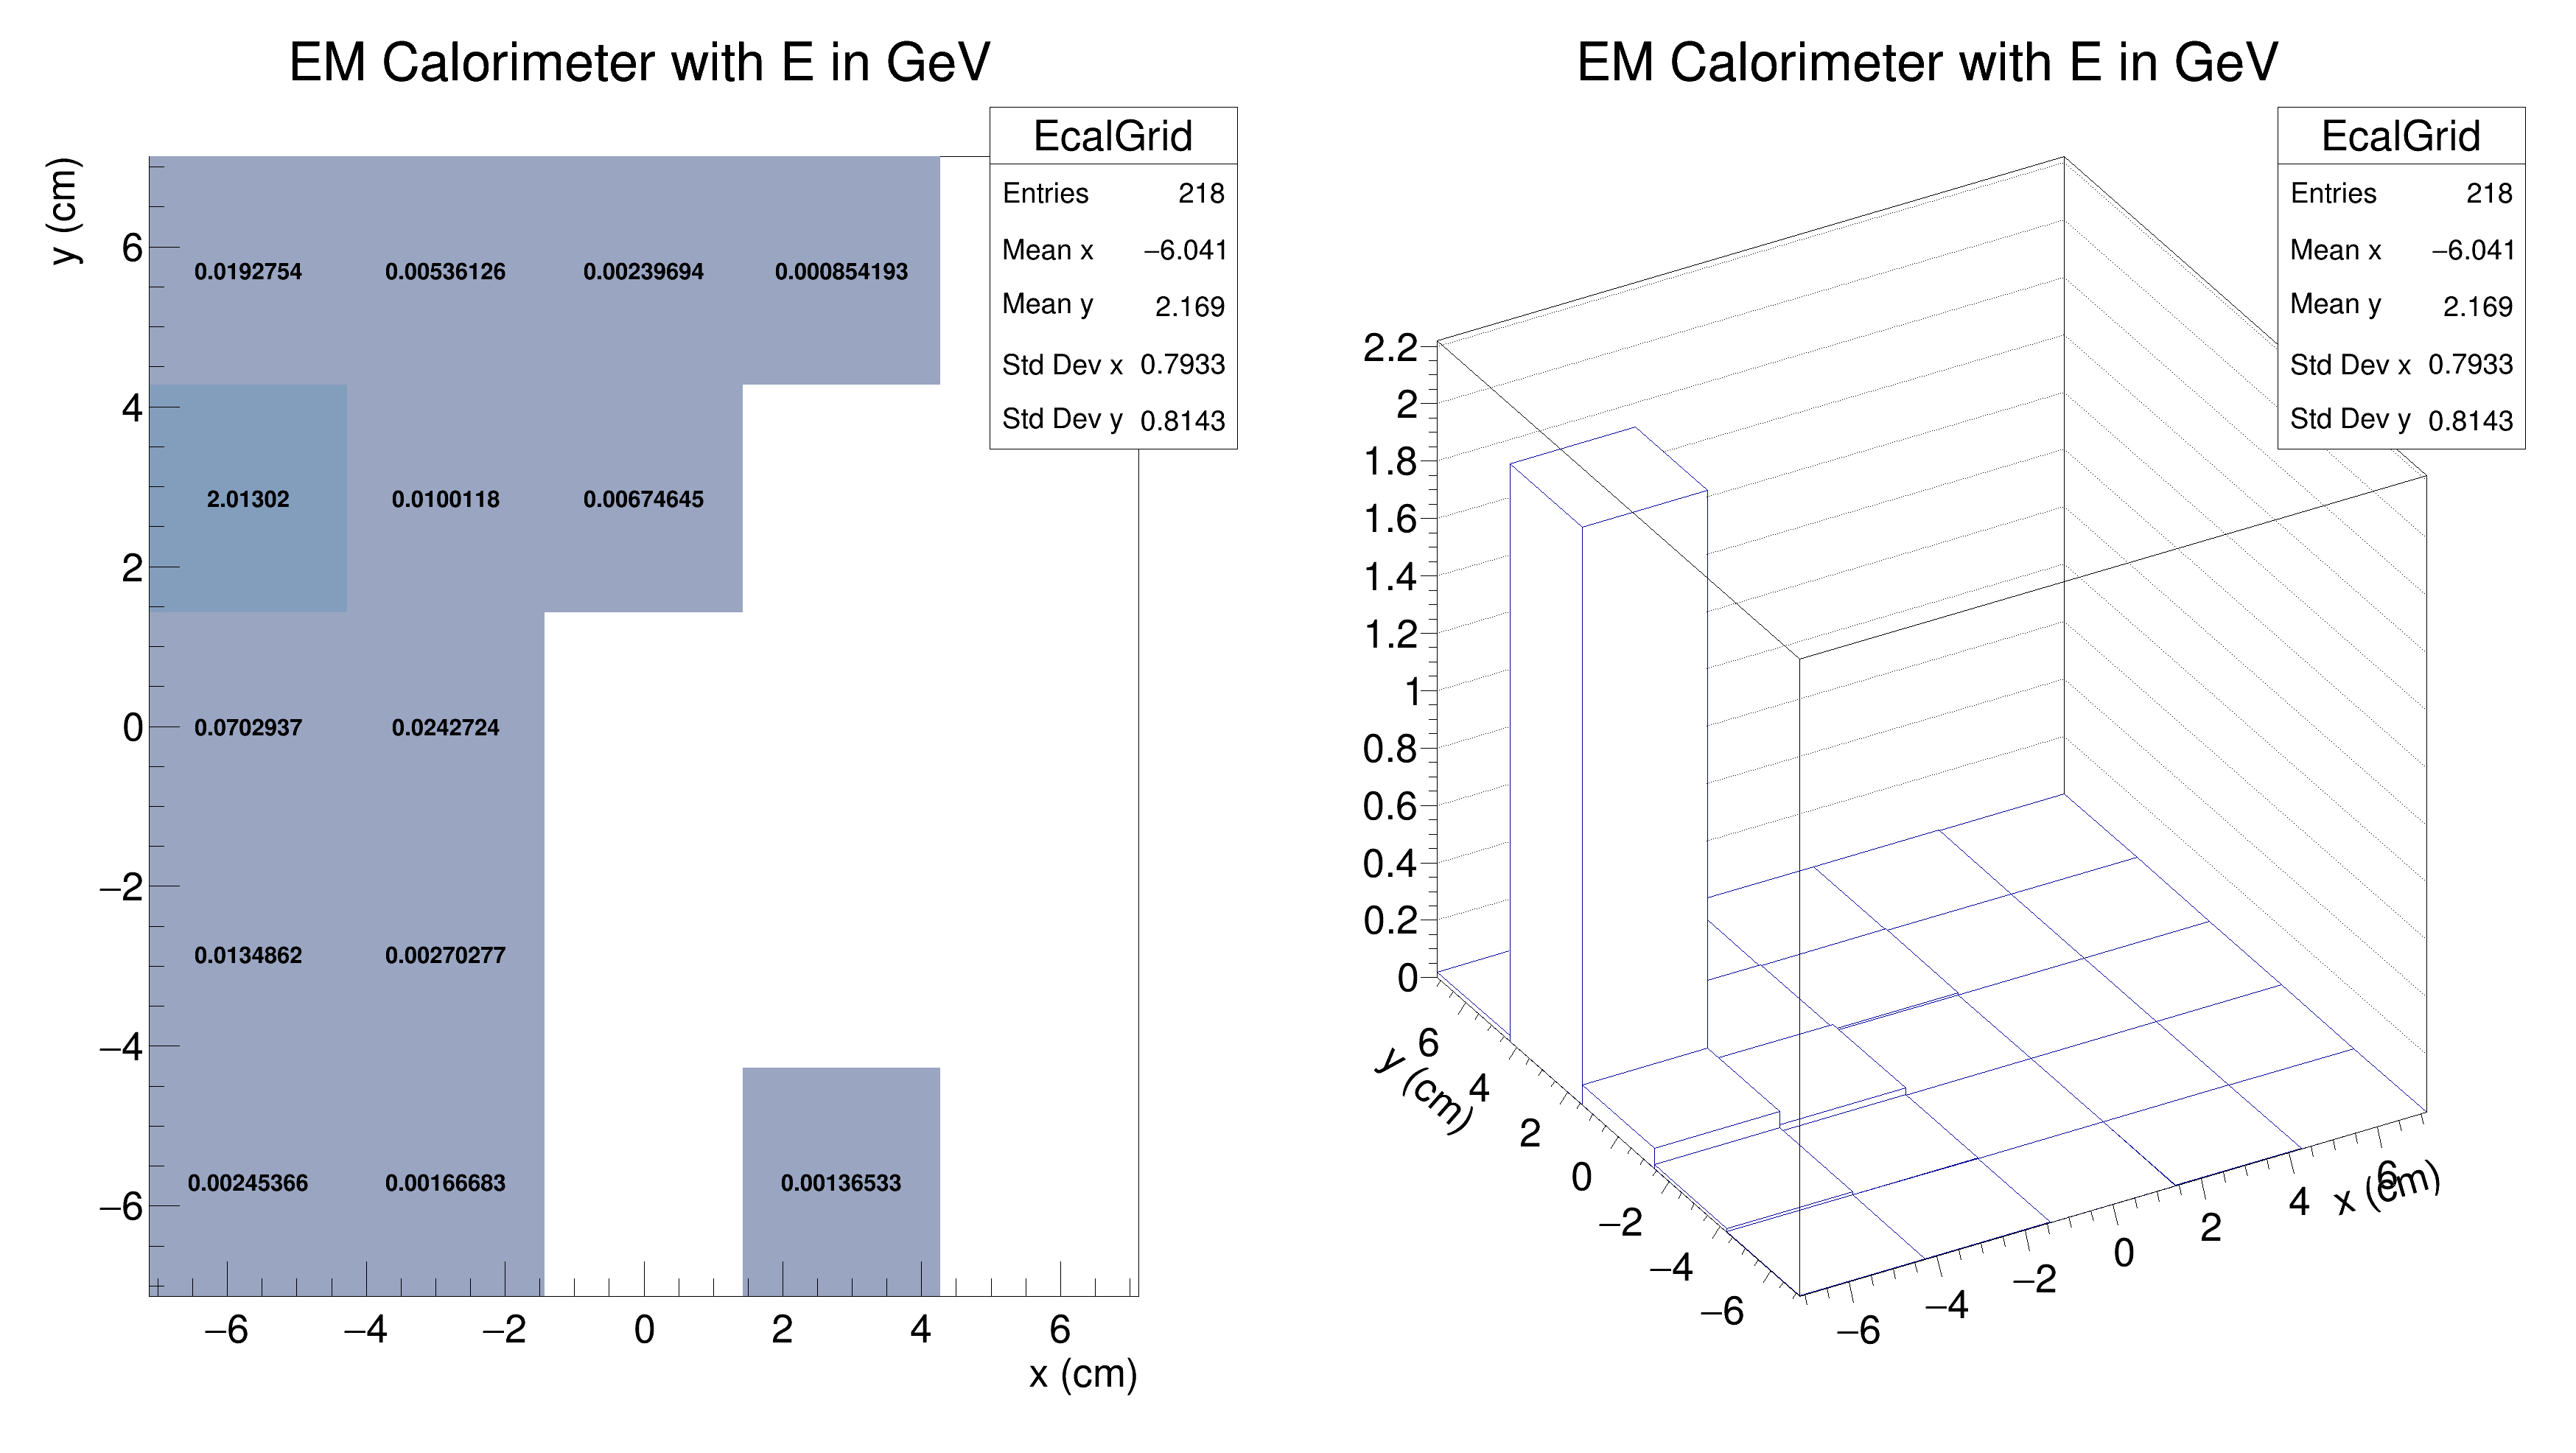 EM Calorimeter with E in GeV
EcalGrid
Entries 218
Mean x −6.041
Mean y 2.169
Std Dev x 0.7933
Std Dev y 0.8143
y (cm)
6
4
2
0
−2
−4
−6
0.0192754 0.00536126 0.00239694 0.000854193
2.01302 0.0100118 0.00674645
0.0702937 0.0242724
0.0134862 0.00270277
0.00245366 0.00166683 0.00136533
−6 −4 −2 0 2 4 6
x (cm)
EM Calorimeter with E in GeV
EcalGrid
Entries 218
Mean x −6.041
Mean y 2.169
Std Dev x 0.7933
Std Dev y 0.8143
2.2
2
1.8
1.6
1.4
1.2
1
0.8
0.6
0.4
0.2
0
y (cm)
6
4
2
0
−2
−4
−6
−6 −4 −2 0 2 4 6
x (cm)